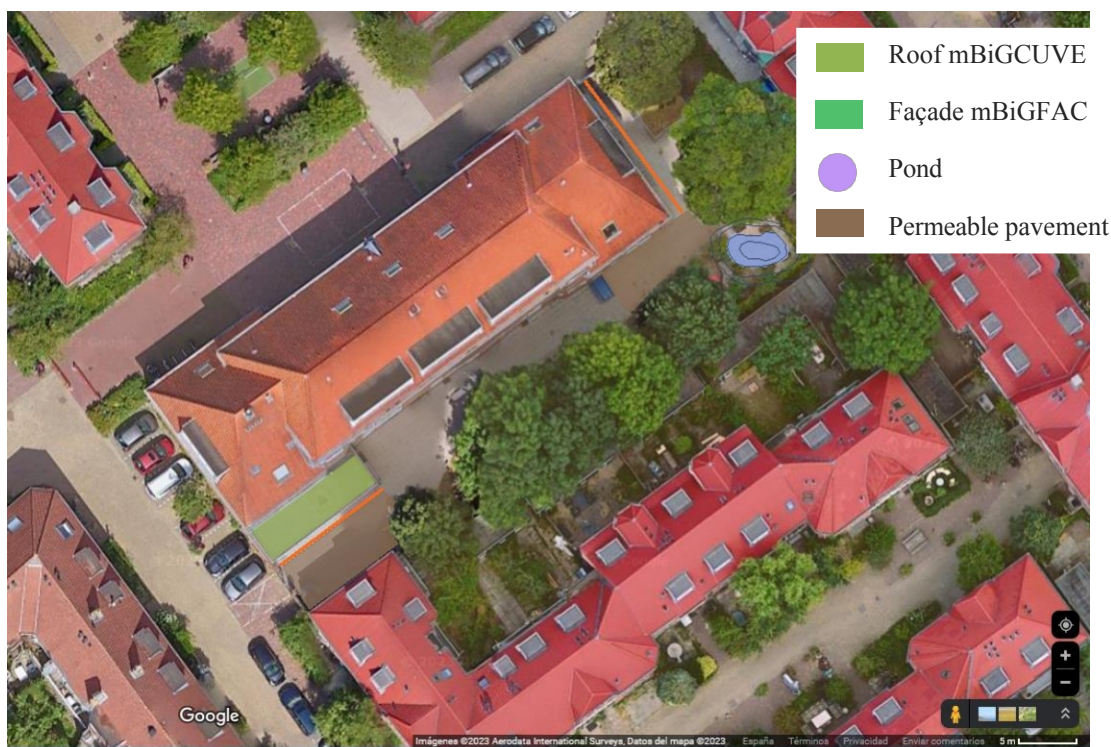 Roof mBiGCUVE
Façade mBiGFAC
Pond
Permeable pavement
Google
Imágenes ©2023 Aerodata International Surveys, Datos del mapa ©2023 España Términos Privacidad Enviar comentarios 5 m